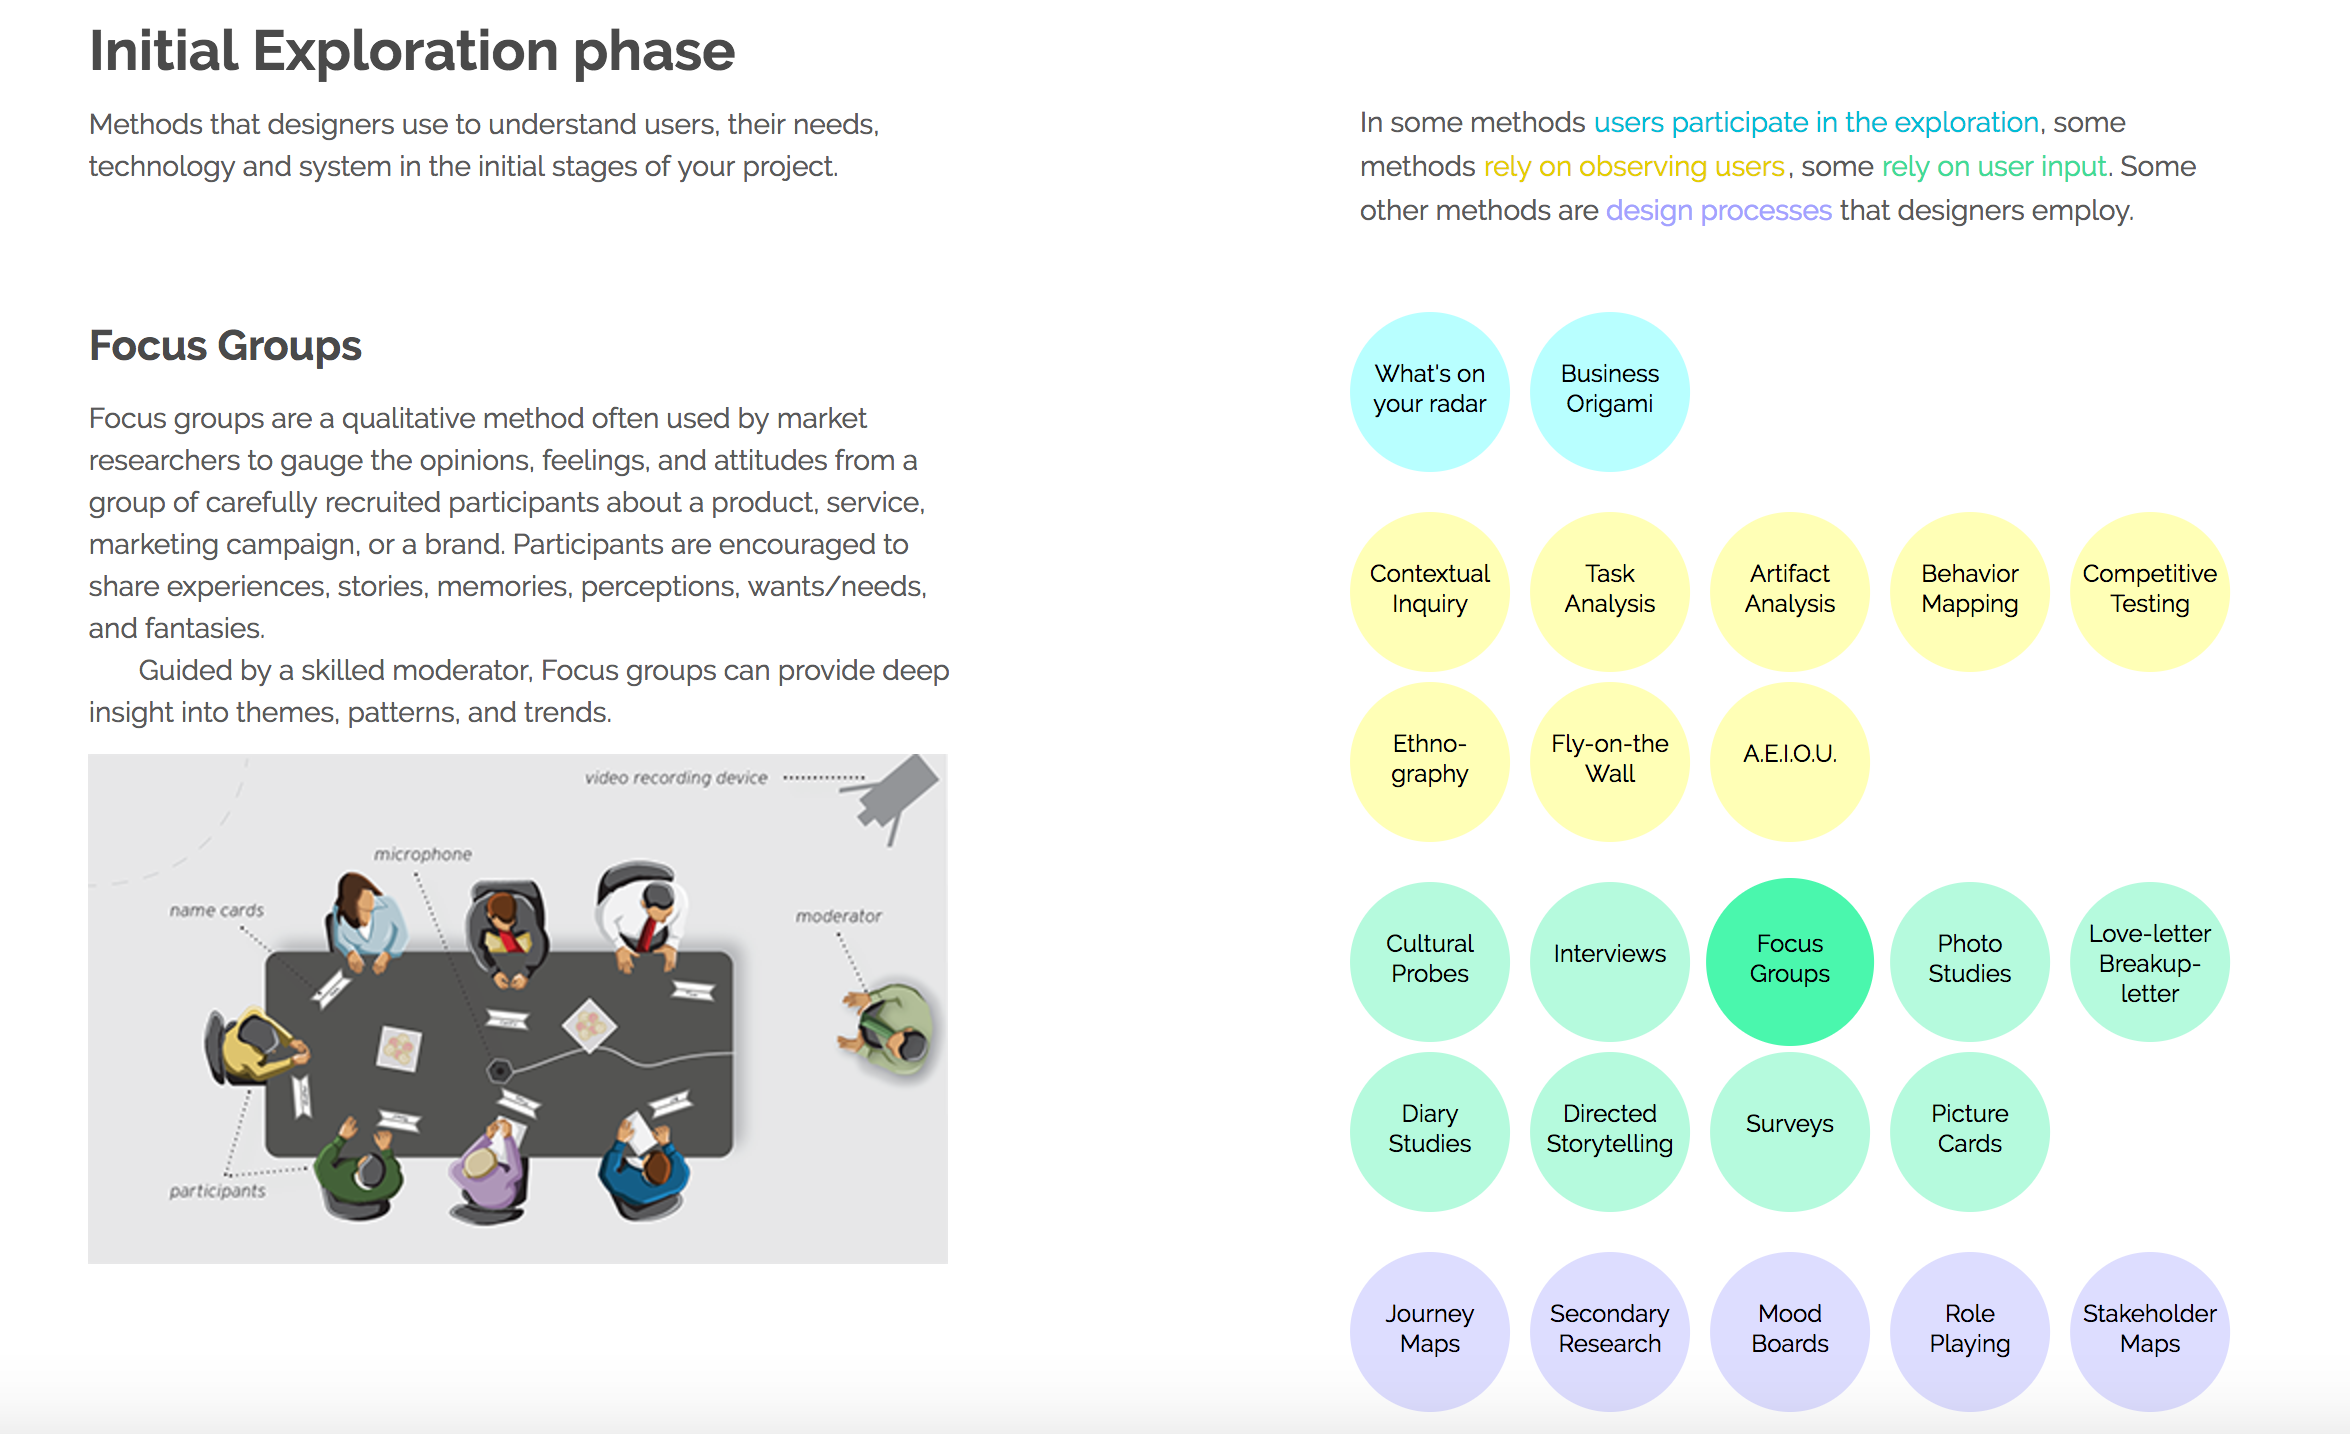 Initial Exploration phase
Methods that designers use to understand users, their needs,
technology and system in the initial stages of your project.
Focus Groups
Focus groups are a qualitative method often used by market
researchers to gauge the opinions, feelings, and attitudes from a
group of carefully recruited participants about a product, service,
marketing campaign, or a brand. Participants are encouraged to
share experiences, stories, memories, perceptions, wants/needs,
and fantasies.
Guided by a skilled moderator, Focus groups can provide deep
insight into themes, patterns, and trends.
video recording device
microphone
name cards
moderator
participants
In some methods users participate in the exploration, some
methods rely on observing users, some rely on user input. Some
other methods are design processes that designers employ.
What's on
your radar
Business
Origami
Contextual
Inquiry
Task
Analysis
Artifact
Analysis
Behavior
Mapping
Competitive
Testing
Ethno-
graphy
Fly-on-the
Wall
A.E.I.O.U.
Cultural
Probes
Interviews
Focus
Groups
Photo
Studies
Love-letter
Breakup-
letter
Diary
Studies
Directed
Storytelling
Surveys
Picture
Cards
Journey
Maps
Secondary
Research
Mood
Boards
Role
Playing
Stakeholder
Maps